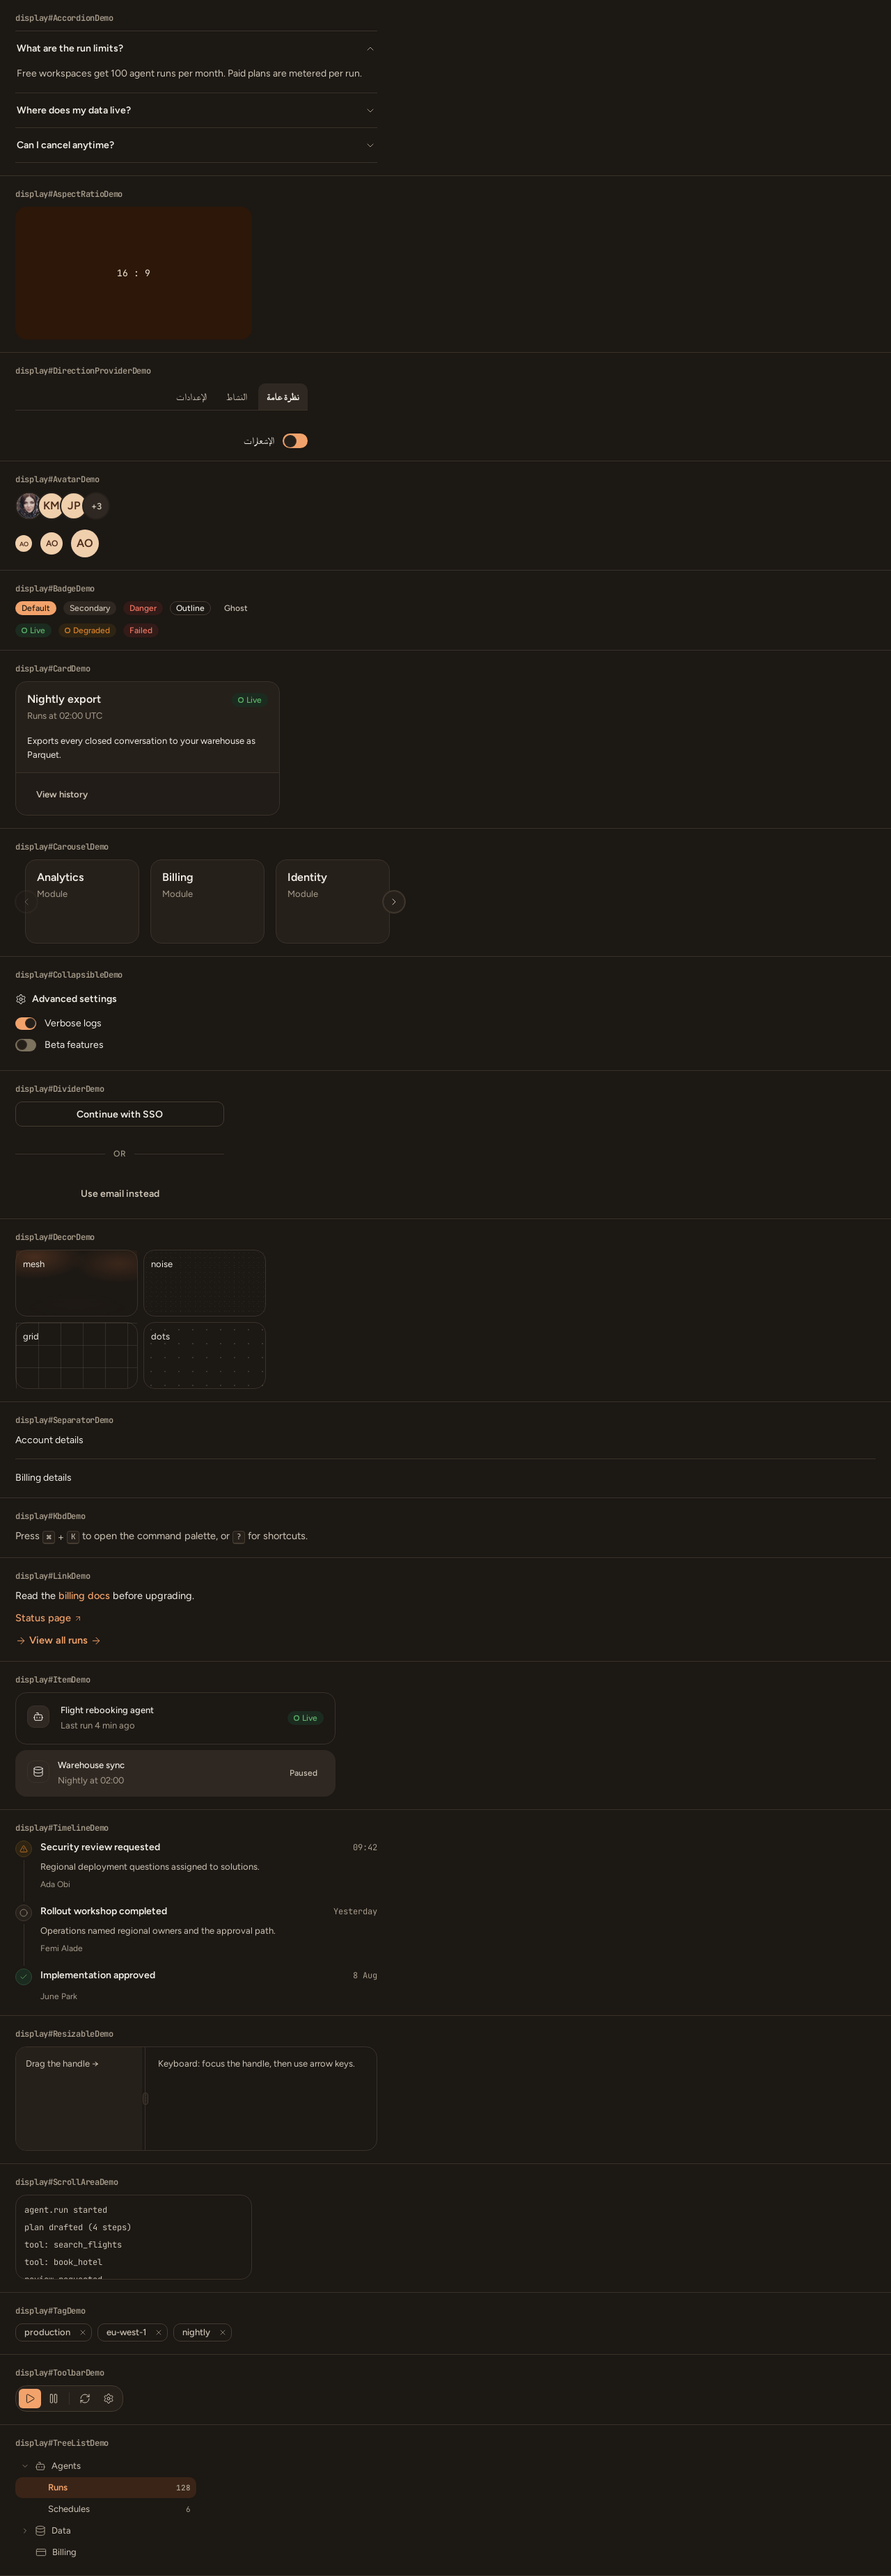 display#AccordionDemo
What are the run limits?
Free workspaces get 100 agent runs per month. Paid plans are metered per run.
Where does my data live?
Can I cancel anytime?
display#AspectRatioDemo
16 : 9
display#DirectionProviderDemo
نظرة عامة
النشاط
الإعدادات
الإشعارات
display#AvatarDemo
KM JP +3
AO AO AO
display#BadgeDemo
Default Secondary Danger Outline Ghost
Live Degraded Failed
display#CardDemo
Nightly export
Live
Runs at 02:00 UTC
Exports every closed conversation to your warehouse as
Parquet.
View history
display#CarouselDemo
Analytics
Module
Billing
Module
Identity
Module
display#CollapsibleDemo
Advanced settings
Verbose logs
Beta features
display#DividerDemo
Continue with SSO
OR
Use email instead
display#DecorDemo
mesh
noise
grid
dots
display#SeparatorDemo
Account details
Billing details
display#KbdDemo
Press ⌘ + K to open the command palette, or ? for shortcuts.
display#LinkDemo
Read the billing docs before upgrading.
Status page
→ View all runs →
display#ItemDemo
Flight rebooking agent
Last run 4 min ago
Live
Warehouse sync
Nightly at 02:00
Paused
display#TimelineDemo
Security review requested 09:42
Regional deployment questions assigned to solutions.
Ada Obi
Rollout workshop completed Yesterday
Operations named regional owners and the approval path.
Femi Alade
Implementation approved 8 Aug
June Park
display#ResizableDemo
Drag the handle →
Keyboard: focus the handle, then use arrow keys.
display#ScrollAreaDemo
agent.run started
plan drafted (4 steps)
tool: search_flights
tool: book_hotel
display#TagDemo
production
eu-west-1
nightly
display#ToolbarDemo
display#TreeListDemo
Agents
Runs 128
Schedules 6
Data
Billing